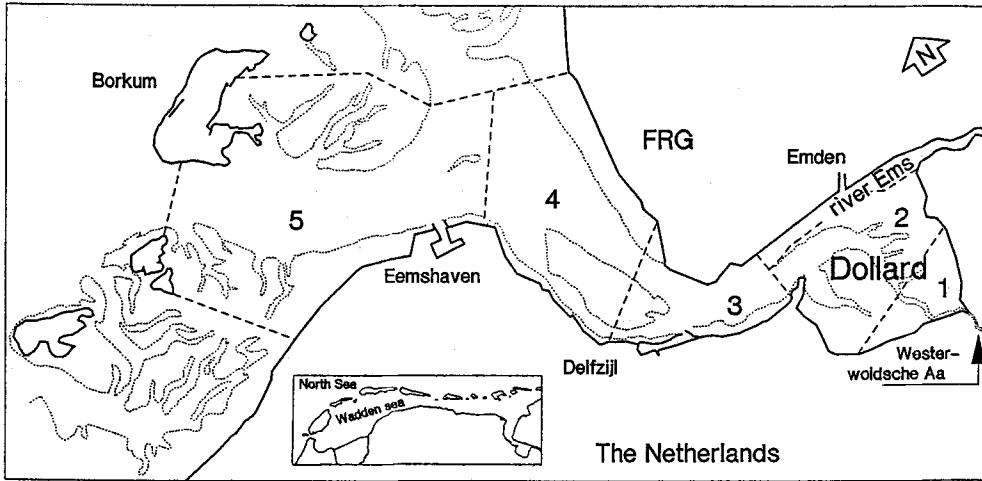 N
Borkum
FRG
Emden
river Ems
4
2
5
Dollard
Eemshaven
1
3
Delfzijl
Wester-
woldsche Aa
North Sea
Wadden sea
The Netherlands